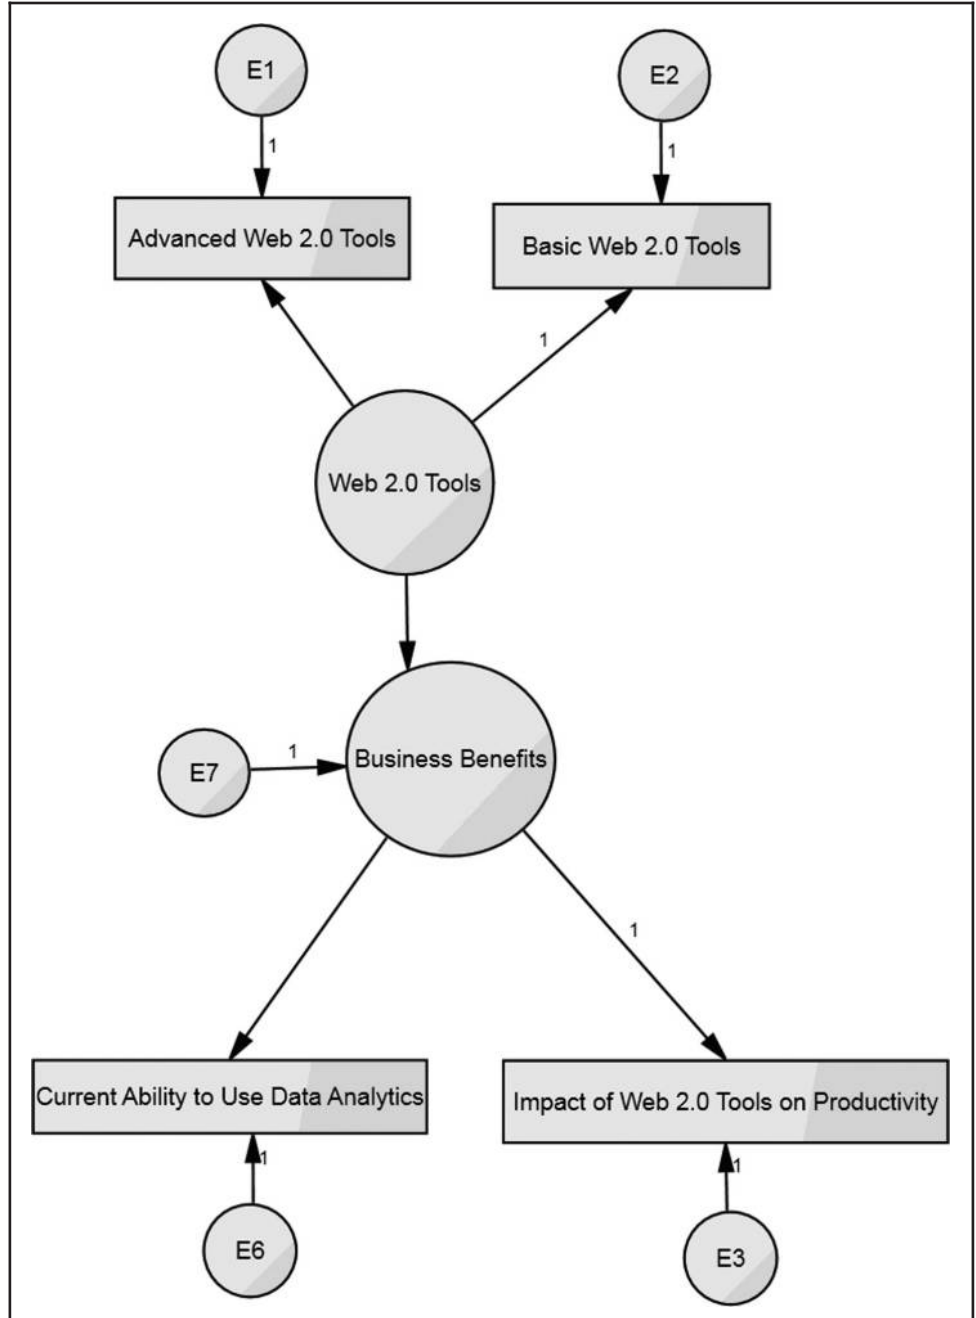 E1
E2
1
1
Advanced Web 2.0 Tools
Basic Web 2.0 Tools
1
Web 2.0 Tools
1
E7
Business Benefits
1
Current Ability to Use Data Analytics
Impact of Web 2.0 Tools on Productivity
1
1
E6
E3